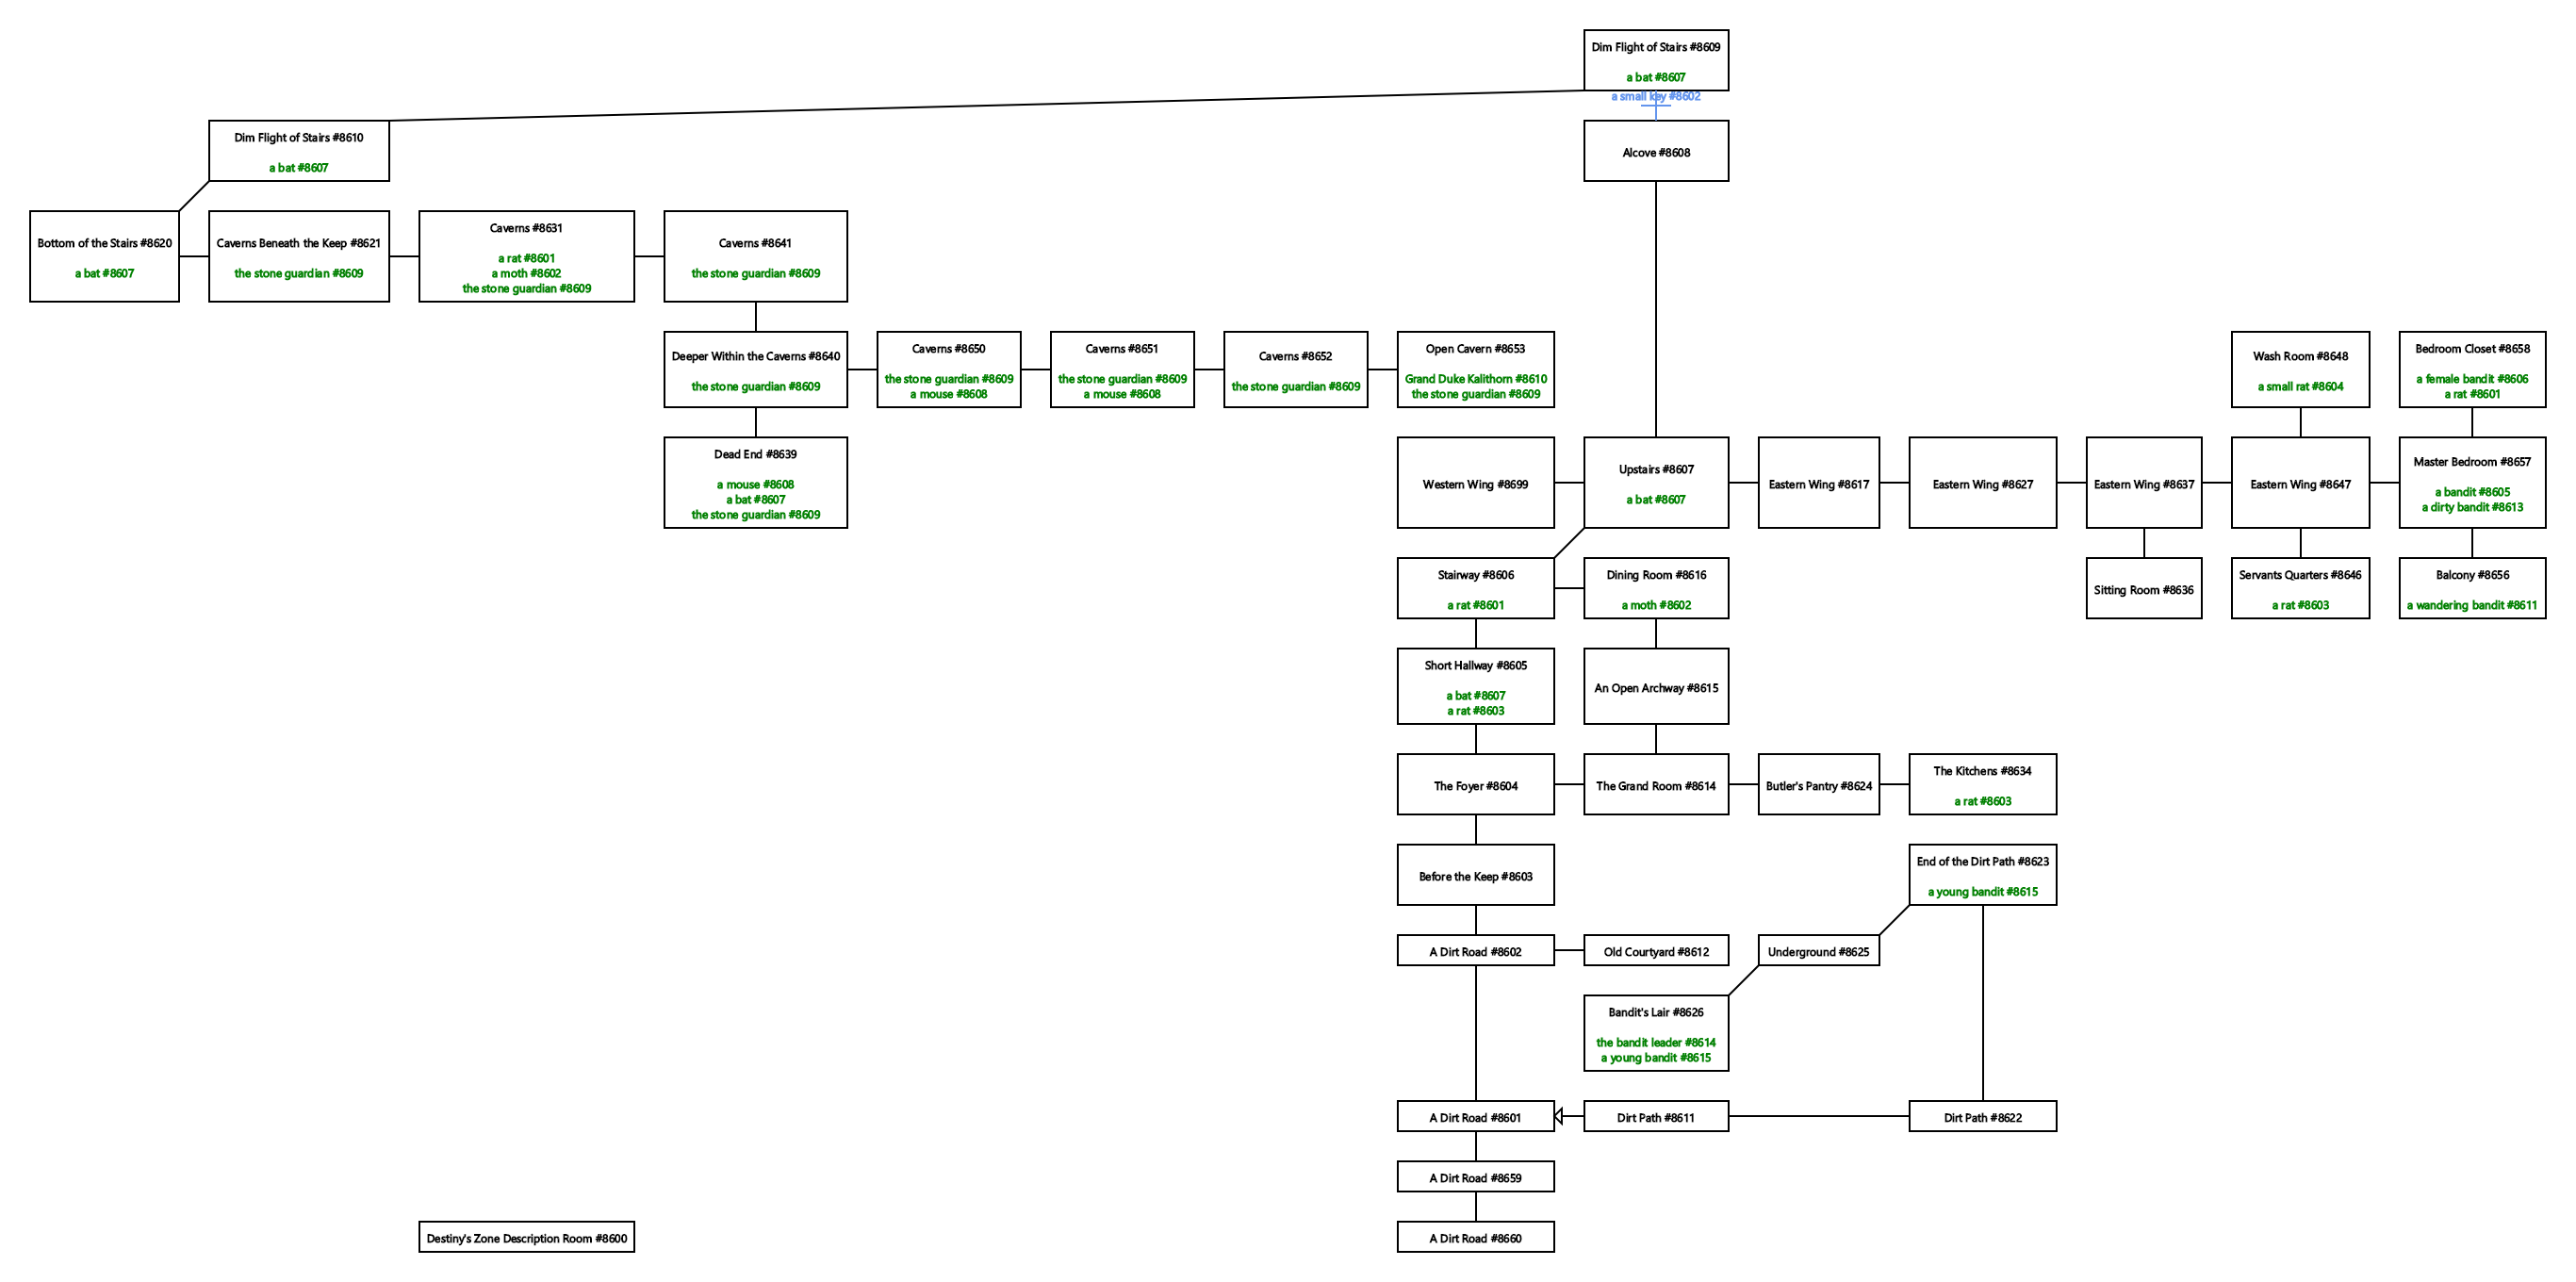 Dim Flight of Stairs #8609
a bat #8607
a small key #8602
Dim Flight of Stairs #8610
a bat #8607
Alcove #8608
Bottom of the Stairs #8620
a bat #8607
Caverns Beneath the Keep #8621
the stone guardian #8609
Caverns #8631
a rat #8601
a moth #8602
the stone guardian #8609
Caverns #8641
the stone guardian #8609
Deeper Within the Caverns #8640
the stone guardian #8609
Caverns #8650
the stone guardian #8609
a mouse #8608
Caverns #8651
the stone guardian #8609
a mouse #8608
Caverns #8652
the stone guardian #8609
Open Cavern #8653
Grand Duke Kalithorn #8610
the stone guardian #8609
Wash Room #8648
a small rat #8604
Bedroom Closet #8658
a female bandit #8606
a rat #8601
Dead End #8639
a mouse #8608
a bat #8607
the stone guardian #8609
Western Wing #8699
Upstairs #8607
a bat #8607
Eastern Wing #8617
Eastern Wing #8627
Eastern Wing #8637
Eastern Wing #8647
Master Bedroom #8657
a bandit #8605
a dirty bandit #8613
Stairway #8606
a rat #8601
Dining Room #8616
a moth #8602
Sitting Room #8636
Servants Quarters #8646
a rat #8603
Balcony #8656
a wandering bandit #8611
Short Hallway #8605
a bat #8607
a rat #8603
An Open Archway #8615
The Foyer #8604
The Grand Room #8614
Butler's Pantry #8624
The Kitchens #8634
a rat #8603
Before the Keep #8603
End of the Dirt Path #8623
a young bandit #8615
A Dirt Road #8602
Old Courtyard #8612
Underground #8625
Bandit's Lair #8626
the bandit leader #8614
a young bandit #8615
A Dirt Road #8601
Dirt Path #8611
Dirt Path #8622
A Dirt Road #8659
Destiny's Zone Description Room #8600
A Dirt Road #8660